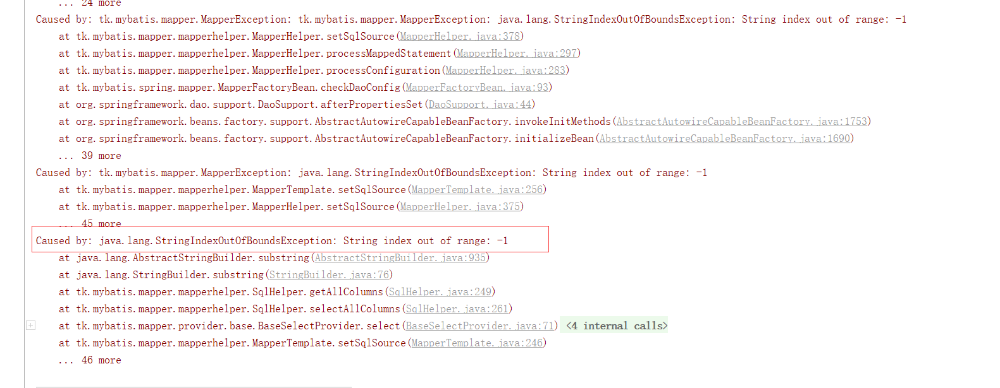 ... 24 more
Caused by: tk.mybatis.mapper.MapperException: tk.mybatis.mapper.MapperException: java.lang.StringIndexOutOfBoundsException: String index out of range: -1
at tk.mybatis.mapper.mapperhelper.MapperHelper.setSqlSource(MapperHelper.java:378)
at tk.mybatis.mapper.mapperhelper.MapperHelper.processMappedStatement(MapperHelper.java:297)
at tk.mybatis.mapper.mapperhelper.MapperHelper.processConfiguration(MapperHelper.java:283)
at tk.mybatis.spring.mapper.MapperFactoryBean.checkDaoConfig(MapperFactoryBean.java:93)
at org.springframework.dao.support.DaoSupport.afterPropertiesSet(DaoSupport.java:44)
at org.springframework.beans.factory.support.AbstractAutowireCapableBeanFactory.invokeInitMethods(AbstractAutowireCapableBeanFactory.java:1753)
at org.springframework.beans.factory.support.AbstractAutowireCapableBeanFactory.initializeBean(AbstractAutowireCapableBeanFactory.java:1690)
... 39 more
Caused by: tk.mybatis.mapper.MapperException: java.lang.StringIndexOutOfBoundsException: String index out of range: -1
at tk.mybatis.mapper.mapperhelper.MapperTemplate.setSqlSource(MapperTemplate.java:256)
at tk.mybatis.mapper.mapperhelper.MapperHelper.setSqlSource(MapperHelper.java:375)
... 45 more
Caused by: java.lang.StringIndexOutOfBoundsException: String index out of range: -1
at java.lang.AbstractStringBuilder.substring(AbstractStringBuilder.java:935)
at java.lang.StringBuilder.substring(StringBuilder.java:76)
at tk.mybatis.mapper.mapperhelper.SqlHelper.getAllColumns(SqlHelper.java:249)
at tk.mybatis.mapper.mapperhelper.SqlHelper.selectAllColumns(SqlHelper.java:261)
at tk.mybatis.mapper.provider.base.BaseSelectProvider.select(BaseSelectProvider.java:71) <4 internal calls>
at tk.mybatis.mapper.mapperhelper.MapperTemplate.setSqlSource(MapperTemplate.java:246)
... 46 more